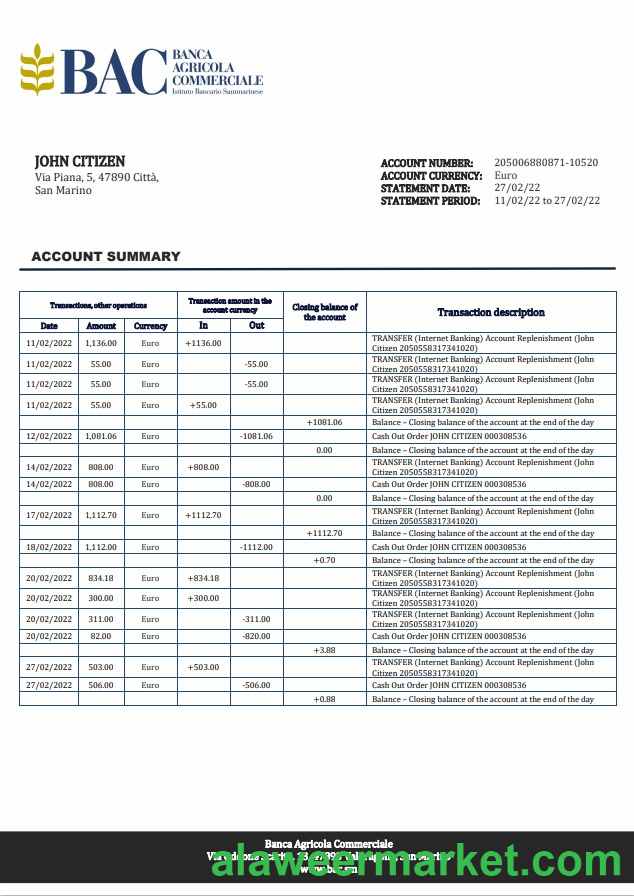 BAC
BANCA
AGRICOLA
COMMERCIALE
Istituto Bancario Sammarinese
JOHN CITIZEN
Via Piana, 5, 47890 Città,
San Marino
ACCOUNT NUMBER: 205006880871-10520
ACCOUNT CURRENCY: Euro
STATEMENT DATE: 27/02/22
STATEMENT PERIOD: 11/02/22 to 27/02/22
ACCOUNT SUMMARY
Transactions, other operations
Transaction amount in the
account currency
Closing balance of
the account
Transaction description
Date Amount Currency In Out
11/02/2022 1,136.00 Euro +1136.00 TRANSFER (Internet Banking) Account Replenishment (John
Citizen 2050558317341020)
11/02/2022 55.00 Euro -55.00 TRANSFER (Internet Banking) Account Replenishment (John
Citizen 2050558317341020)
11/02/2022 55.00 Euro -55.00 TRANSFER (Internet Banking) Account Replenishment (John
Citizen 2050558317341020)
11/02/2022 55.00 Euro +55.00 TRANSFER (Internet Banking) Account Replenishment (John
Citizen 2050558317341020)
+1081.06 Balance – Closing balance of the account at the end of the day
12/02/2022 1,081.06 Euro -1081.06 Cash Out Order JOHN CITIZEN 000308536
0.00 Balance – Closing balance of the account at the end of the day
14/02/2022 808.00 Euro +808.00 TRANSFER (Internet Banking) Account Replenishment (John
Citizen 2050558317341020)
14/02/2022 808.00 Euro -808.00 Cash Out Order JOHN CITIZEN 000308536
0.00 Balance – Closing balance of the account at the end of the day
17/02/2022 1,112.70 Euro +1112.70 TRANSFER (Internet Banking) Account Replenishment (John
Citizen 2050558317341020)
+1112.70 Balance – Closing balance of the account at the end of the day
18/02/2022 1,112.00 Euro -1112.00 Cash Out Order JOHN CITIZEN 000308536
+0.70 Balance – Closing balance of the account at the end of the day
20/02/2022 834.18 Euro +834.18 TRANSFER (Internet Banking) Account Replenishment (John
Citizen 2050558317341020)
20/02/2022 300.00 Euro +300.00 TRANSFER (Internet Banking) Account Replenishment (John
Citizen 2050558317341020)
20/02/2022 311.00 Euro -311.00 TRANSFER (Internet Banking) Account Replenishment (John
Citizen 2050558317341020)
20/02/2022 82.00 Euro -820.00 Cash Out Order JOHN CITIZEN 000308536
+3.88 Balance – Closing balance of the account at the end of the day
27/02/2022 503.00 Euro +503.00 TRANSFER (Internet Banking) Account Replenishment (John
Citizen 2050558317341020)
27/02/2022 506.00 Euro -506.00 Cash Out Order JOHN CITIZEN 000308536
+0.88 Balance – Closing balance of the account at the end of the day
Banca Agricola Commerciale
Via San Marino
alaweermarket.com